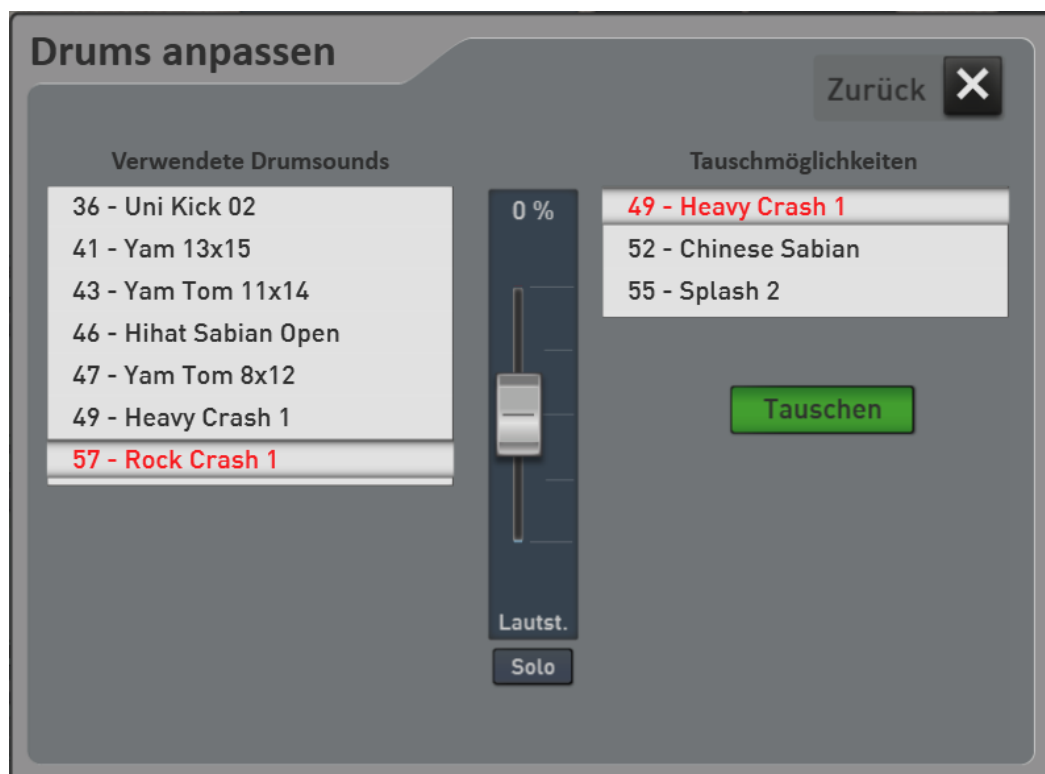 Drums anpassen
Zurück
Verwendete Drumsounds
36 - Uni Kick 02
41 - Yam 13x15
43 - Yam Tom 11x14
46 - Hihat Sabian Open
47 - Yam Tom 8x12
49 - Heavy Crash 1
57 - Rock Crash 1
0 %
Lautst.
Solo
Tauschmöglichkeiten
49 - Heavy Crash 1
52 - Chinese Sabian
55 - Splash 2
Tauschen